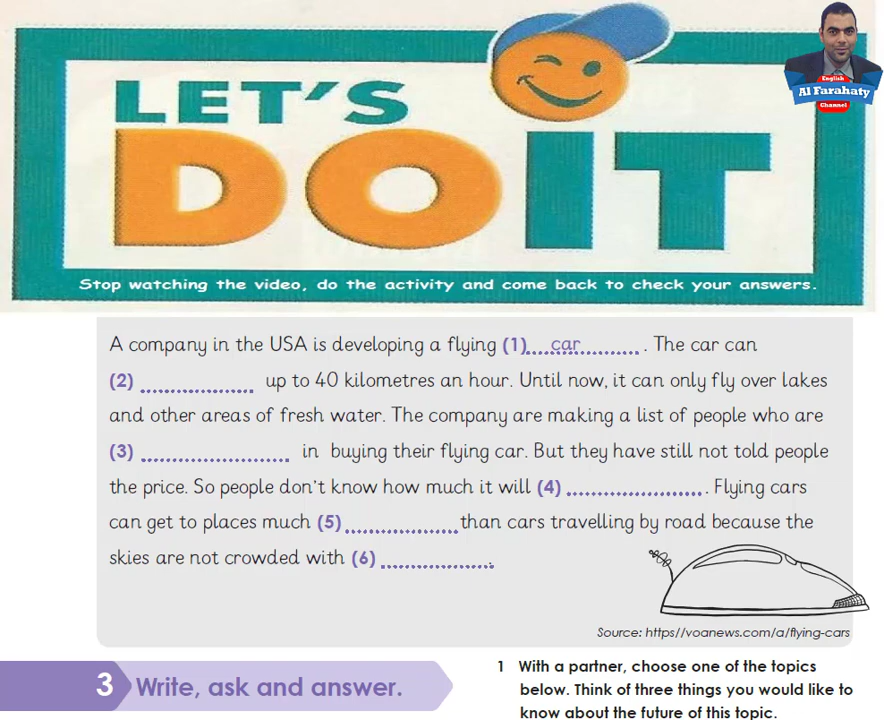 LET'S
DO IT
English
Al Farahaty
Channel
Stop watching the video, do the activity and come back to check your answers.
A company in the USA is developing a flying (1) car . The car can
(2) up to 40 kilometres an hour. Until now, it can only fly over lakes
and other areas of fresh water. The company are making a list of people who are
(3) in buying their flying car. But they have still not told people
the price. So people don't know how much it will (4) . Flying cars
can get to places much (5) than cars travelling by road because the
skies are not crowded with (6) .
Source: https//voanews.com/a/flying-cars
3 Write, ask and answer.
1 With a partner, choose one of the topics
below. Think of three things you would like to
know about the future of this topic.